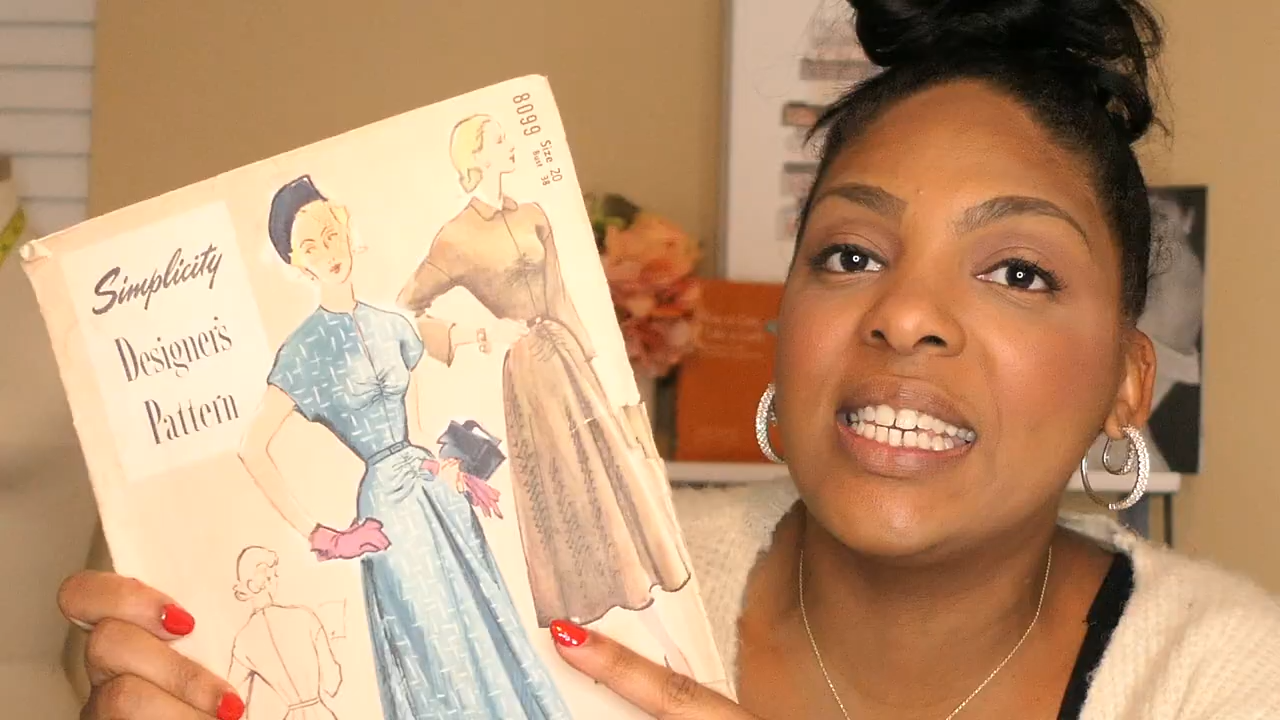 Simplicity
Designer's
Pattern
8099 Size 20
Bust 38